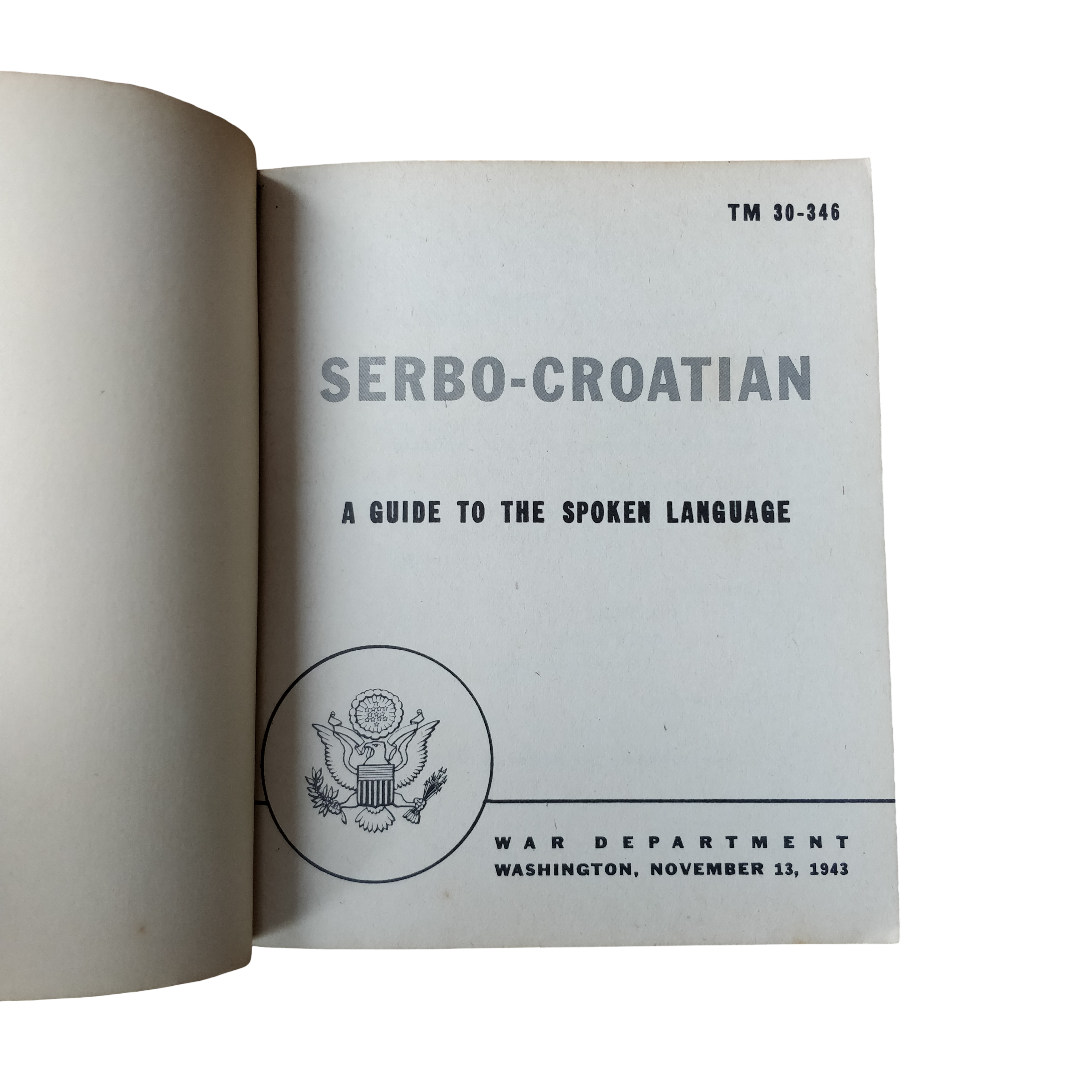 TM 30-346
SERBO-CROATIAN
A GUIDE TO THE SPOKEN LANGUAGE
WAR DEPARTMENT
WASHINGTON, NOVEMBER 13, 1943